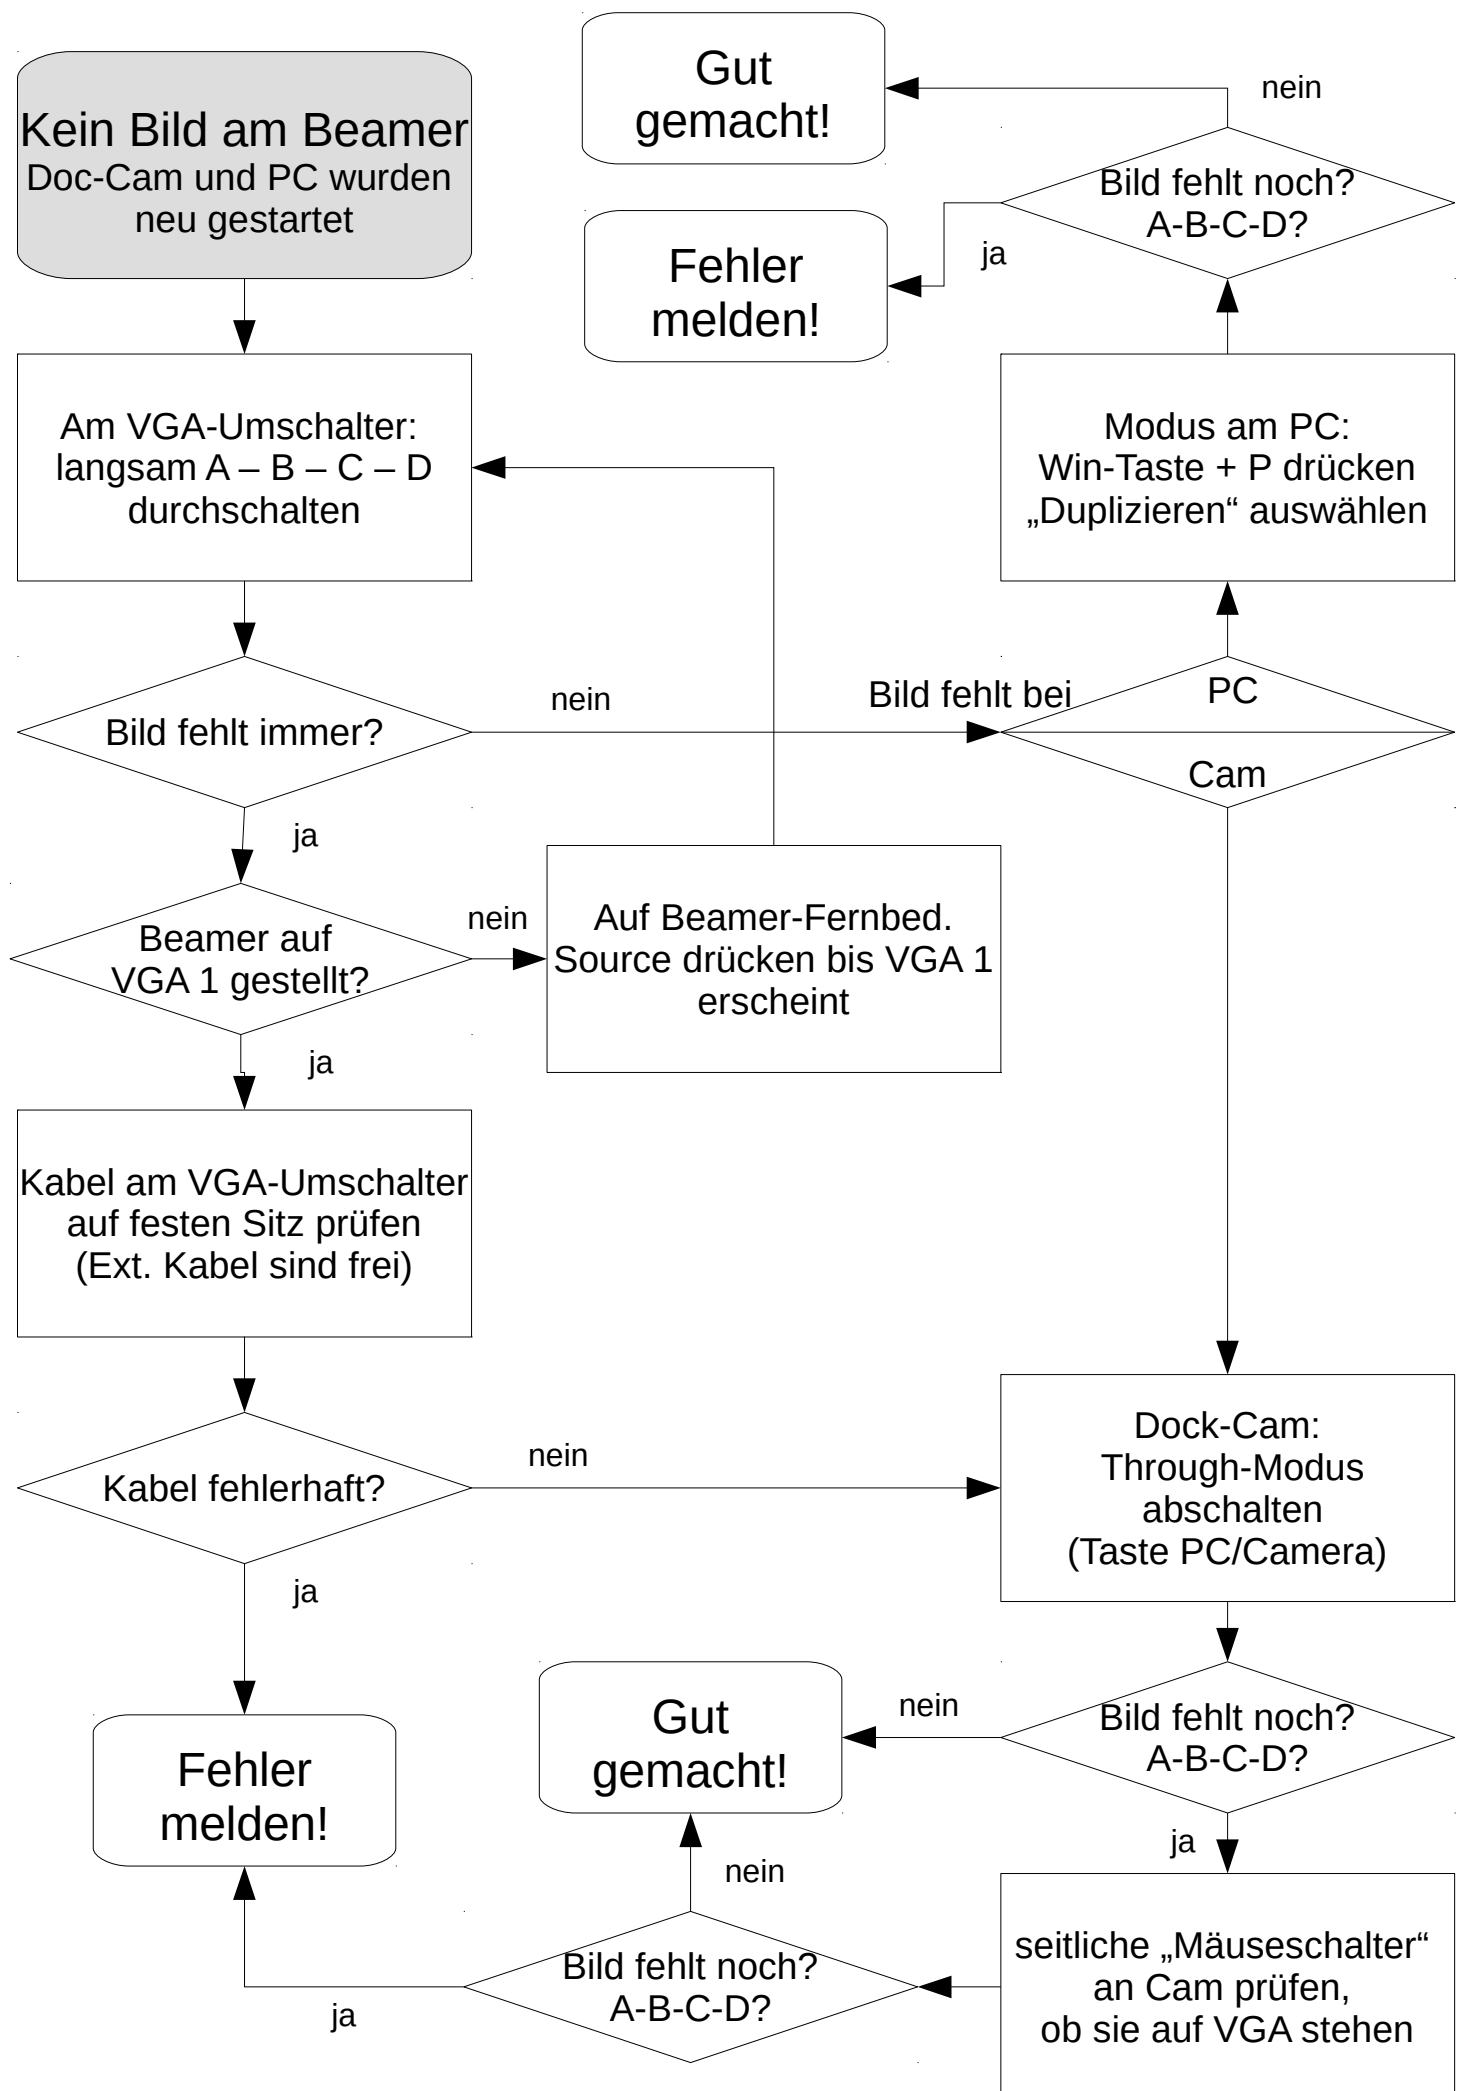 Kein Bild am Beamer
Doc-Cam und PC wurden
neu gestartet
Gut
gemacht!
nein
Bild fehlt noch?
A-B-C-D?
ja
Fehler
melden!
Am VGA-Umschalter:
langsam A – B – C – D
durchschalten
Modus am PC:
Win-Taste + P drücken
„Duplizieren“ auswählen
Bild fehlt immer?
nein
Bild fehlt bei
PC
Cam
ja
Beamer auf
VGA 1 gestellt?
nein
Auf Beamer-Fernbed.
Source drücken bis VGA 1
erscheint
ja
Kabel am VGA-Umschalter
auf festen Sitz prüfen
(Ext. Kabel sind frei)
Kabel fehlerhaft?
nein
Dock-Cam:
Through-Modus
abschalten
(Taste PC/Camera)
ja
Fehler
melden!
Gut
gemacht!
nein
Bild fehlt noch?
A-B-C-D?
ja
nein
Bild fehlt noch?
A-B-C-D?
ja
seitliche „Mäuseschalter“
an Cam prüfen,
ob sie auf VGA stehen